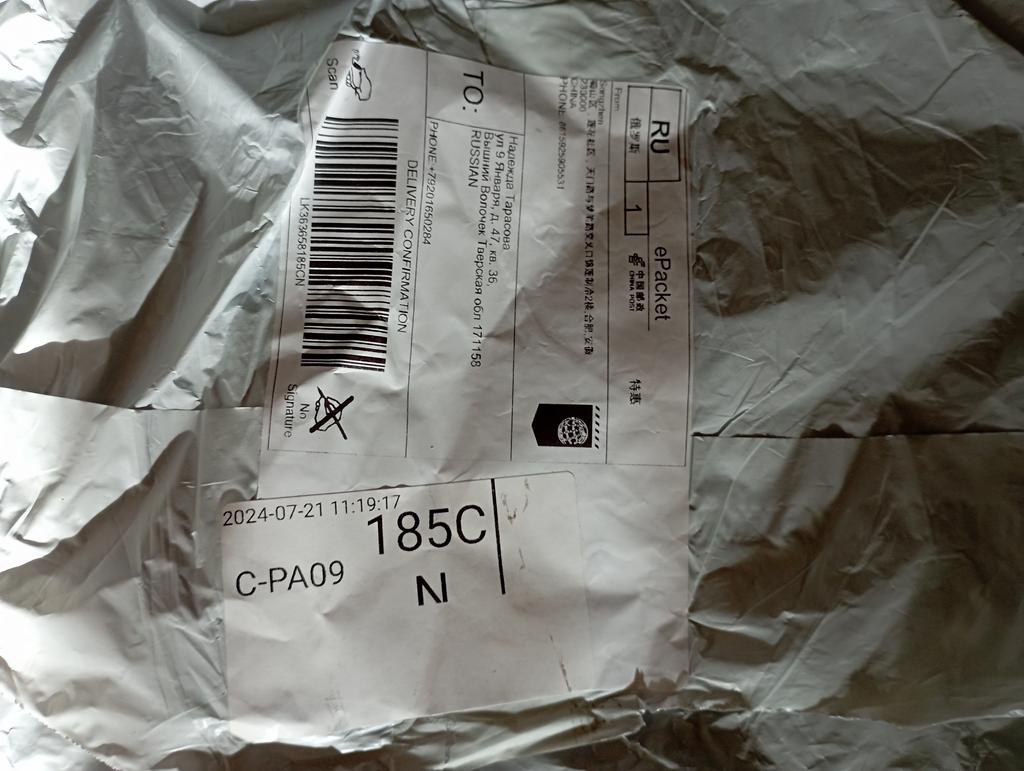 RU
俄罗斯
1
ePacket
中国邮政
CHINA POST
特惠
From:
CHINA
TO:
Надежда Тарасова
ул 9 Января, д. 47, кв. 36,
Вышний Волочек Тверская обл 171158
RUSSIAN
PHONE:+79201650284
Scan
DELIVERY CONFIRMATION
LK363658185CN
No
Signature
2024-07-21 11:19:17
185C
C-PA09
N